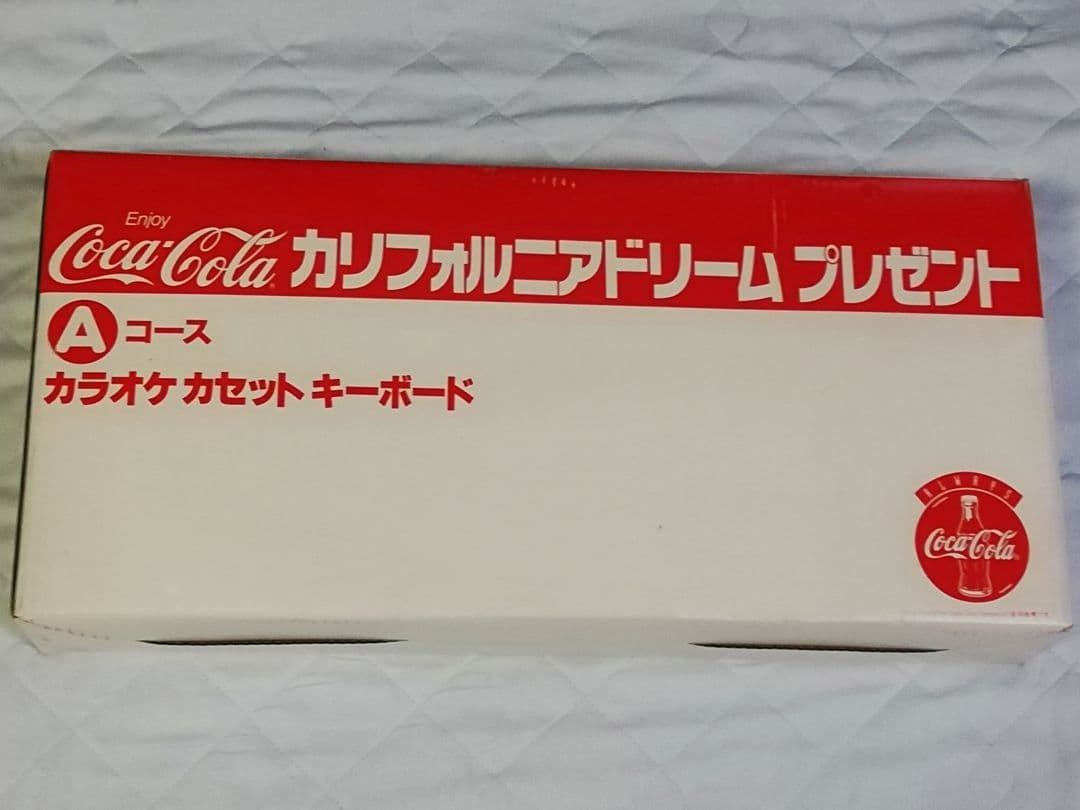 Enjoy
Coca-Cola カリフォルニアドリーム プレゼント
A コース
カラオケ カセット キーボード
ALWAYS
Coca-Cola